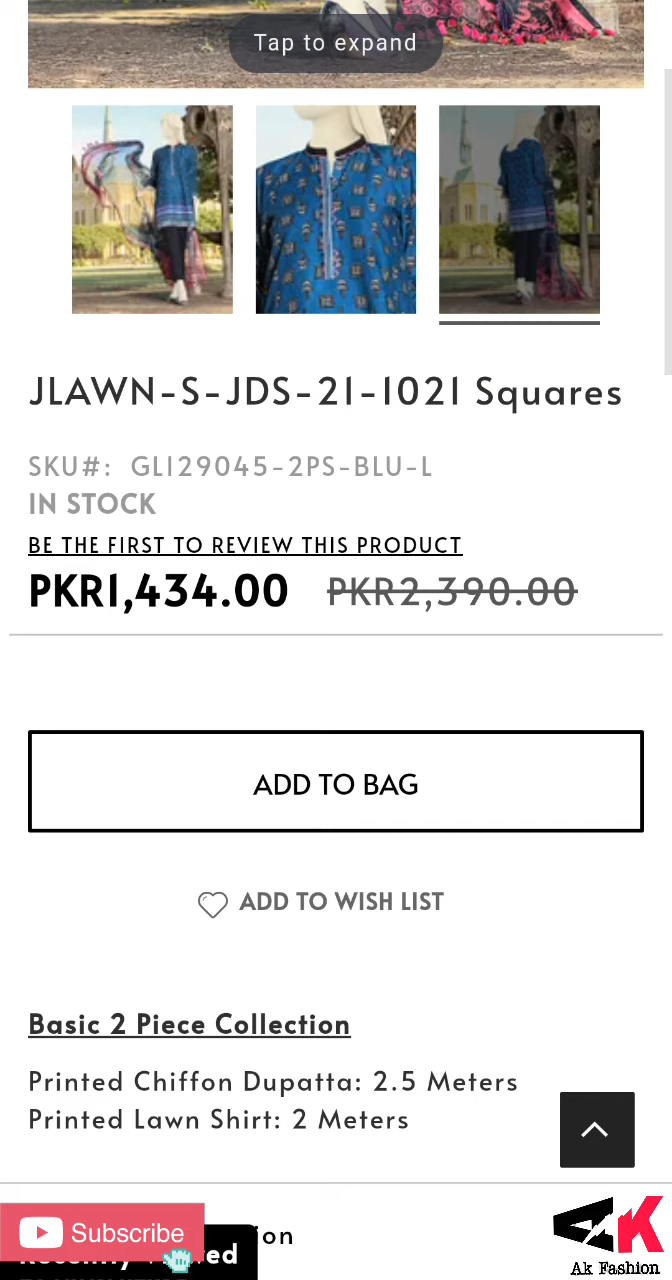 Tap to expand
JLAWN-S-JDS-21-1021 Squares
SKU#: GL129045-2PS-BLU-L
IN STOCK
BE THE FIRST TO REVIEW THIS PRODUCT
PKR1,434.00 PKR2,390.00
ADD TO BAG
ADD TO WISH LIST
Basic 2 Piece Collection
Printed Chiffon Dupatta: 2.5 Meters
Printed Lawn Shirt: 2 Meters
Subscribe
AK
Ak Fashion